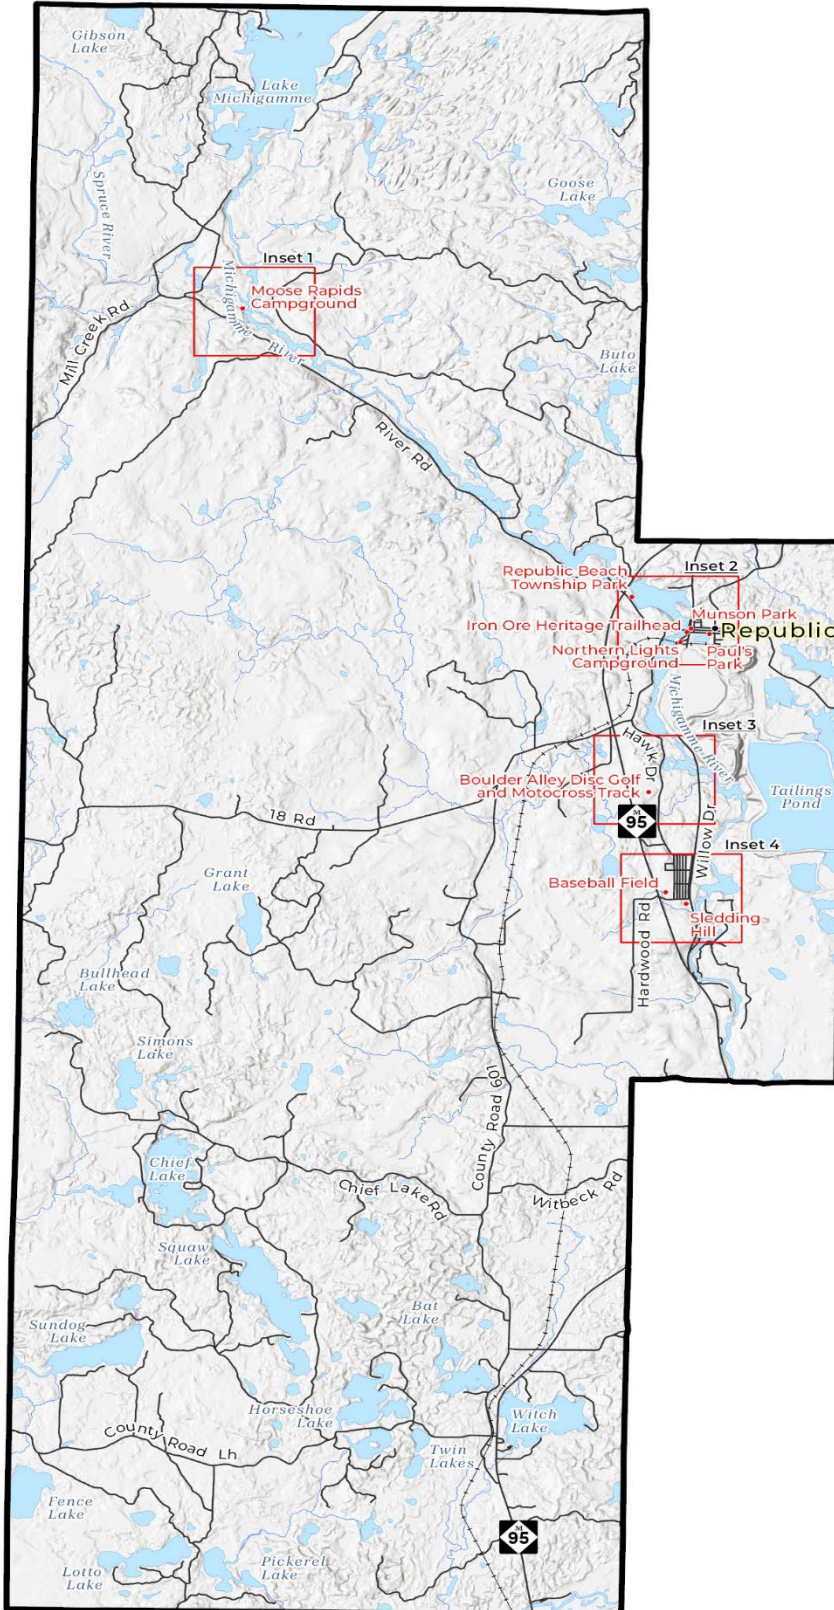 Gibson
Lake
Lake
Michigamme
Spruce River
Goose
Lake
Inset 1
Moose Rapids
Campground
Michigamme River
Mill Creek Rd
Buto
Lake
River Rd
Republic Beach
Township Park
Inset 2
Iron Ore Heritage Trailhead
Munson Park
Republic
Northern Lights
Campground
Paul's
Park
Michigamme River
Inset 3
Hawk Dr
Boulder Alley Disc Golf
and Motocross Track
Tailings
Pond
18 Rd
M
95
Willow Dr
Inset 4
Grant
Lake
Baseball Field
Sledding
Hill
Hardwood Rd
Bullhead
Lake
Simons
Lake
County Road 601
Chief
Lake
Chief Lake Rd
Witbeck Rd
Squaw
Lake
Bat
Lake
Sundog
Lake
Horseshoe
Lake
Witch
Lake
County Road Lh
Twin
Lakes
Fence
Lake
M
95
Lotto
Lake
Pickerel
Lake